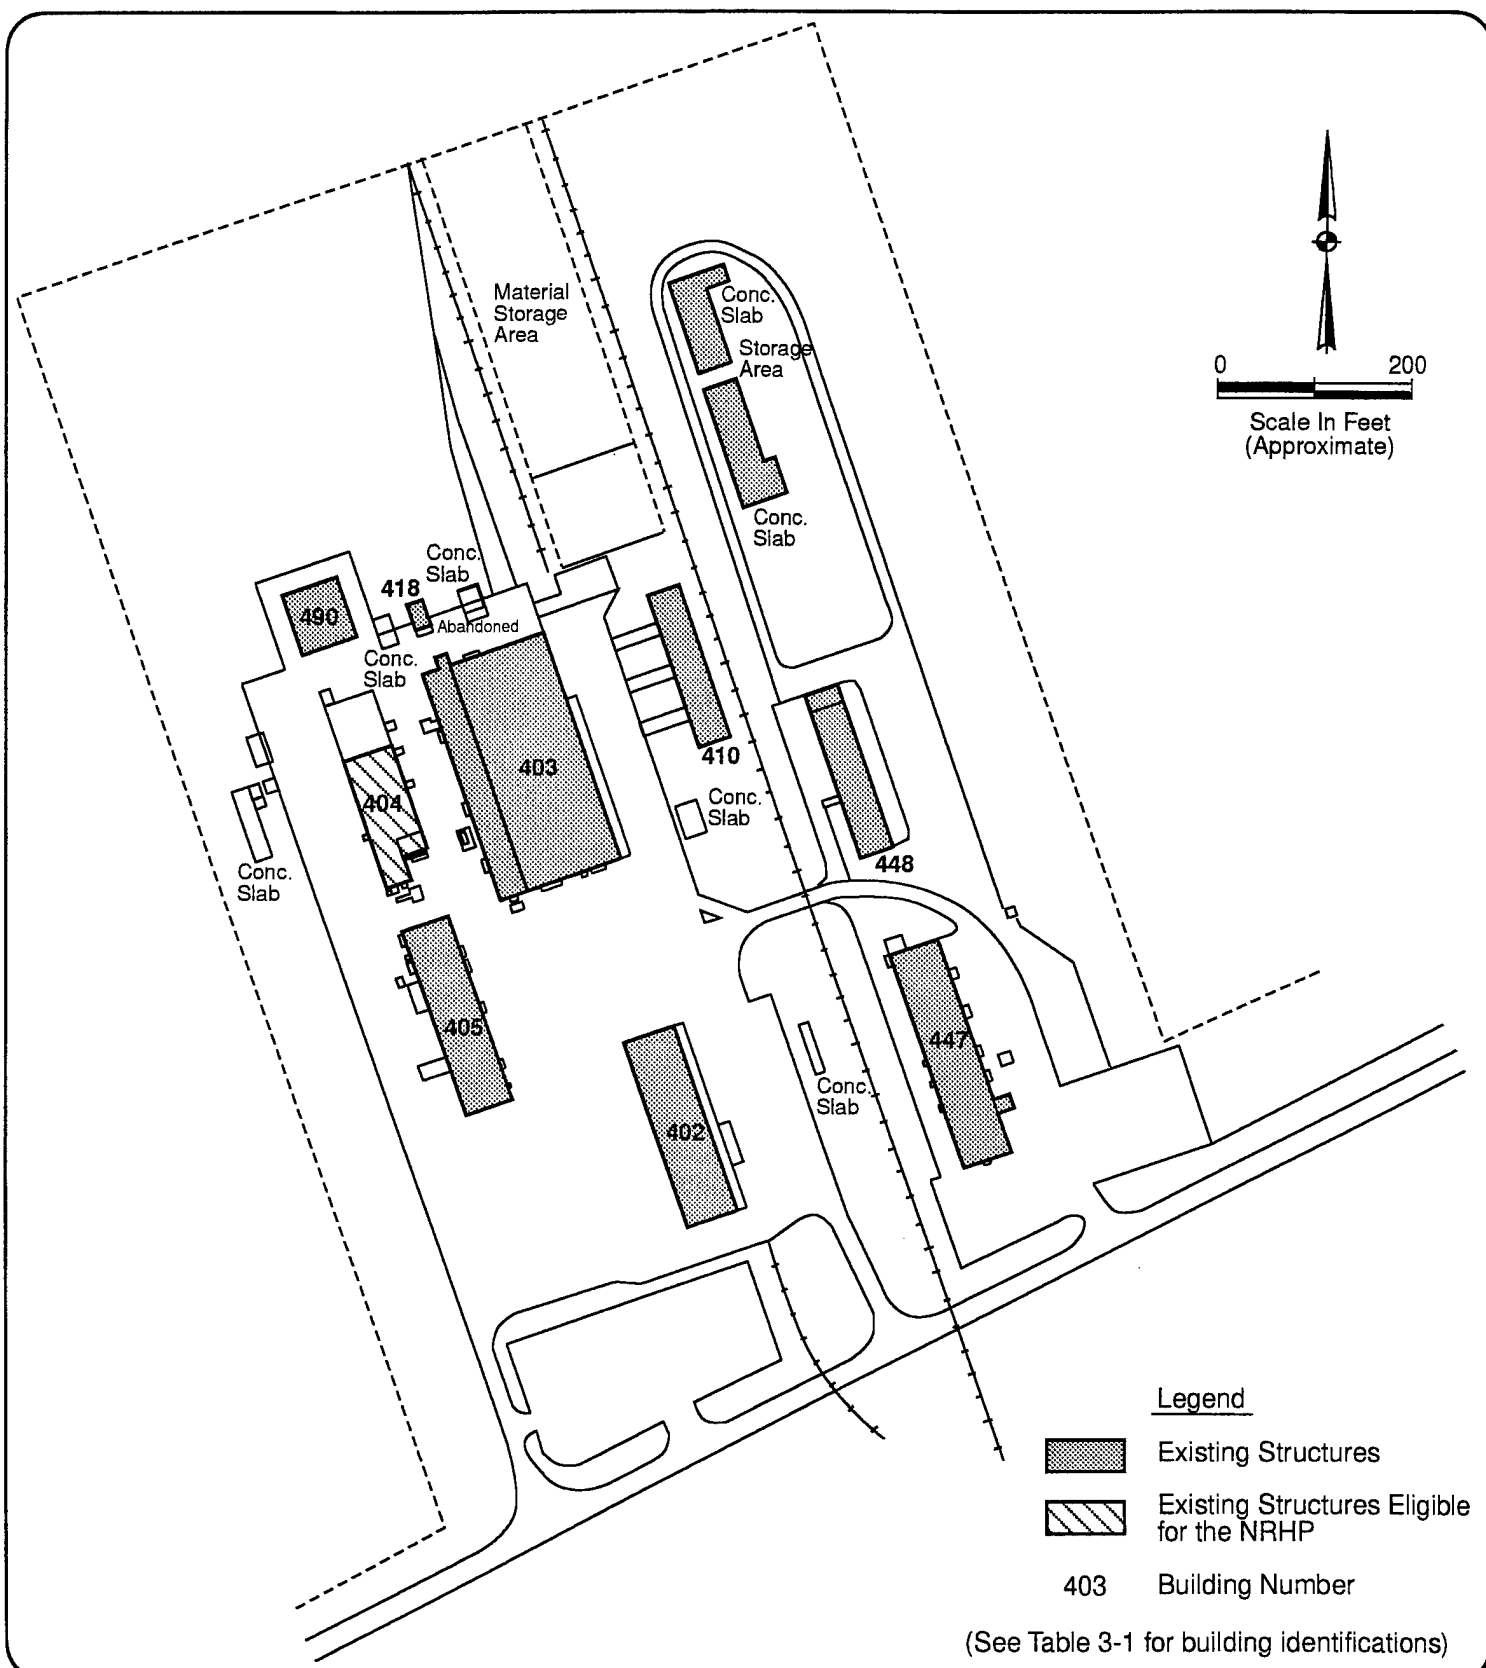 Material
Storage
Area
Conc.
Slab
Storage
Area
Conc.
Slab
0 200
Scale In Feet
(Approximate)
Conc.
Slab
418
490
Abandoned
Conc.
Slab
403
410
404
Conc.
Slab
448
Conc.
Slab
405
447
402
Conc.
Slab
Legend
Existing Structures
Existing Structures Eligible
for the NRHP
403 Building Number
(See Table 3-1 for building identifications)